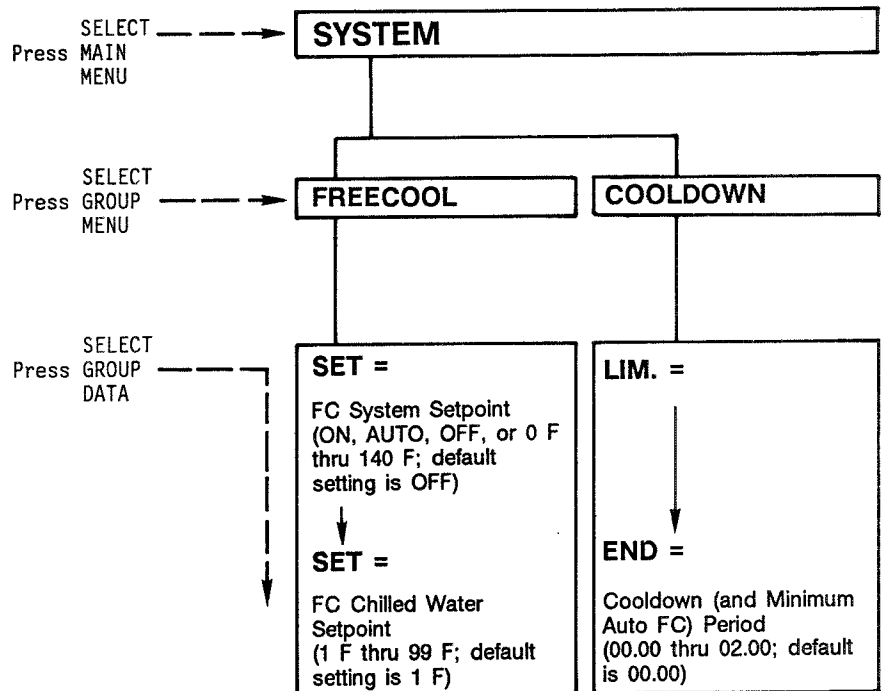 SELECT
Press MAIN
MENU
SYSTEM
SELECT
Press GROUP
MENU
FREECOOL
COOLDOWN
SELECT
Press GROUP
DATA
SET =
FC System Setpoint
(ON, AUTO, OFF, or 0 F
thru 140 F; default
setting is OFF)
SET =
FC Chilled Water
Setpoint
(1 F thru 99 F; default
setting is 1 F)
LIM. =
END =
Cooldown (and Minimum
Auto FC) Period
(00.00 thru 02.00; default
is 00.00)